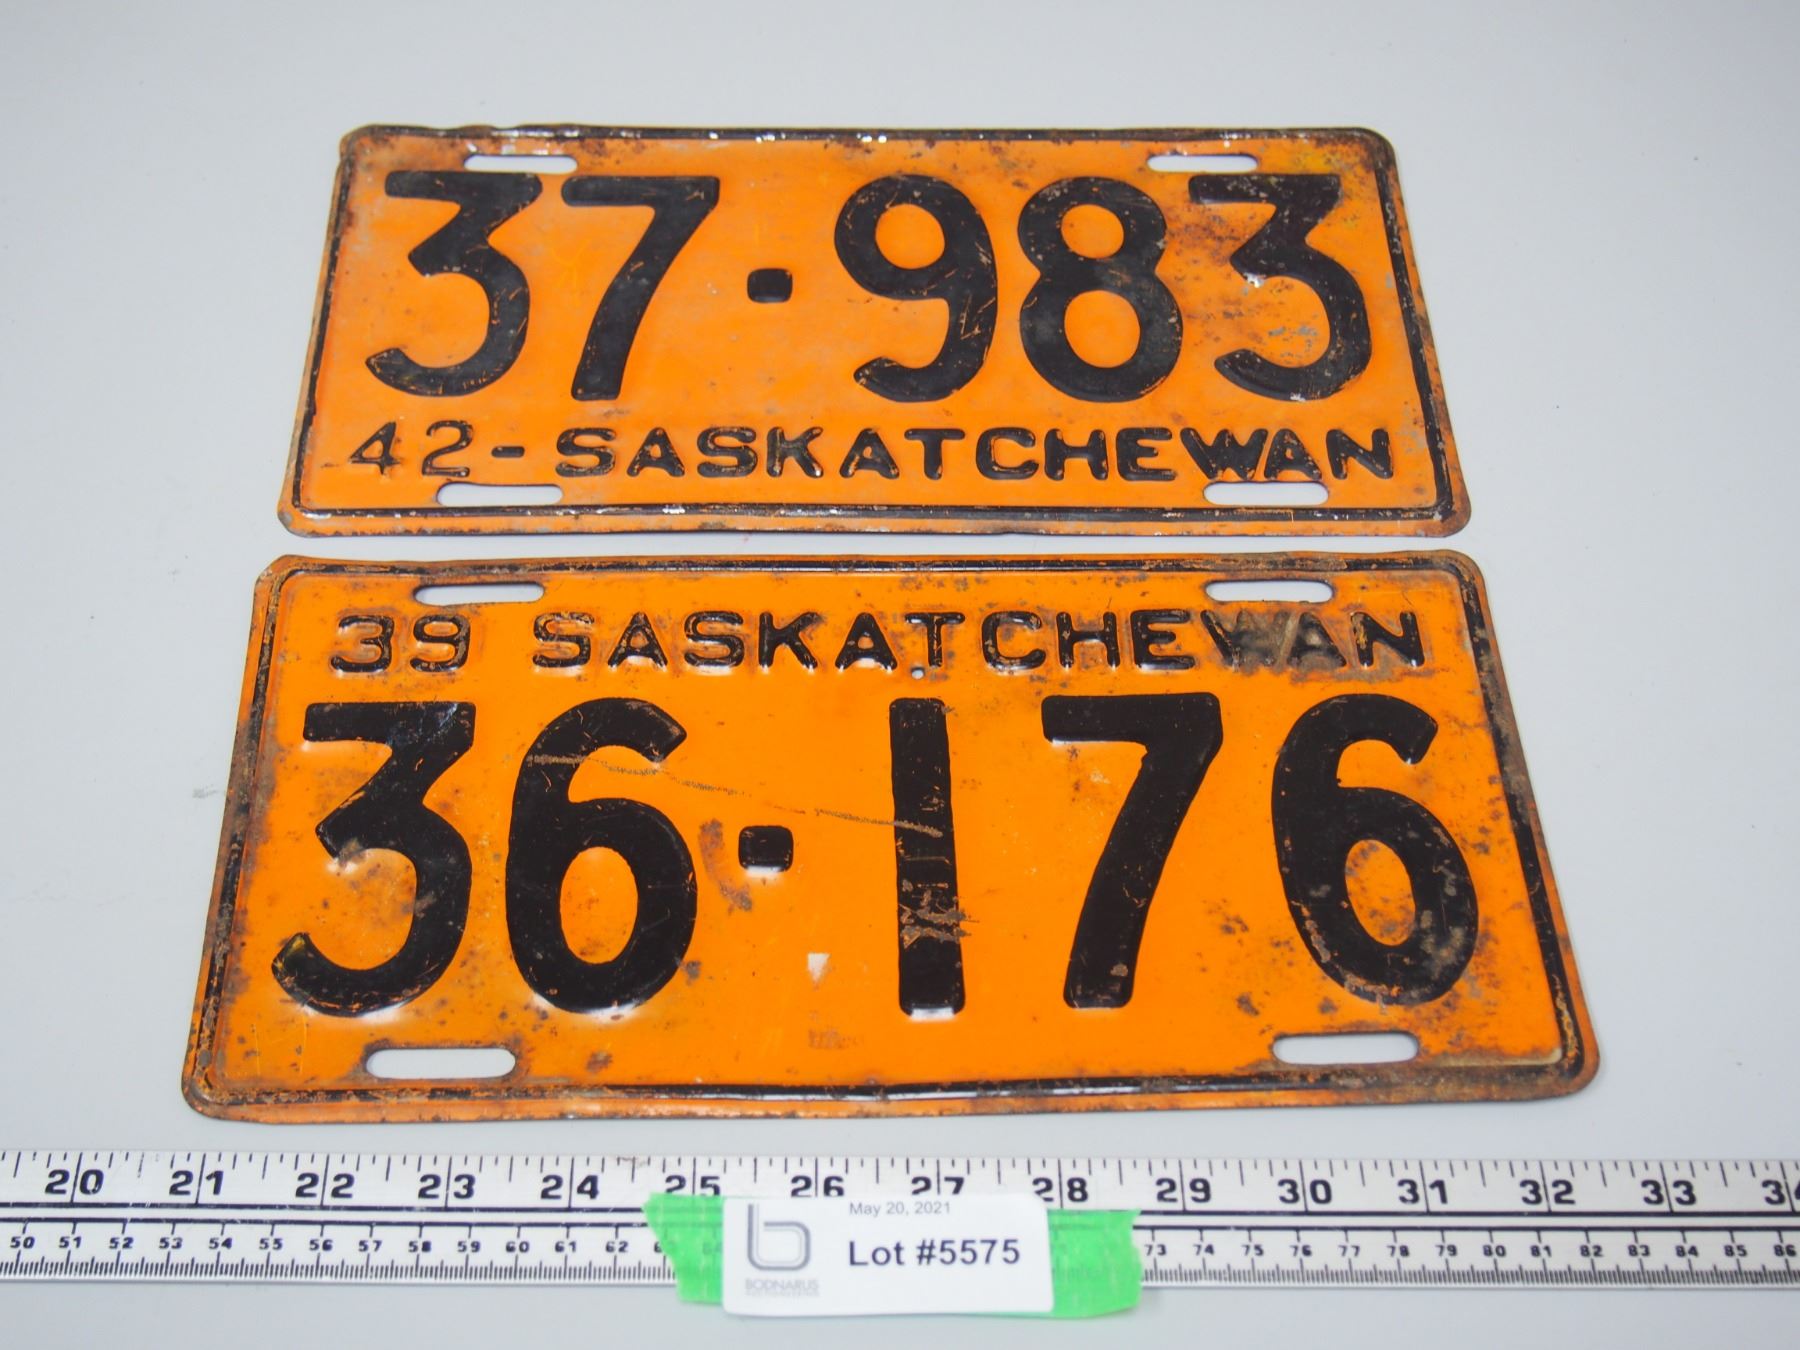 37·983
42-SASKATCHEWAN
39 SASKATCHEWAN
36·176
20 21 22 23 24 25 26 27 28 29 30 31 32 33
50 51 52 53 54 55 56 57 58 59 60 61 62 73 74 75 76 77 78 79 80 81 82 83 84 85 86
May 20, 2021
Lot #5575
BODNARUS